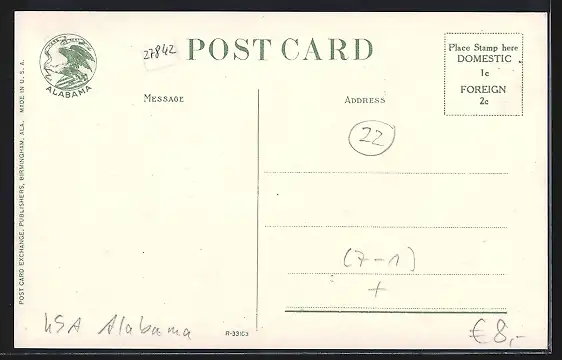 ALABAMA
27842
POST CARD
Place Stamp here
DOMESTIC
1c
FOREIGN
2c
MESSAGE
ADDRESS
22
(7-1)
+
POST CARD EXCHANGE, PUBLISHERS, BIRMINGHAM, ALA. MADE IN U. S. A.
USA Alabama
R-33103
€8,-